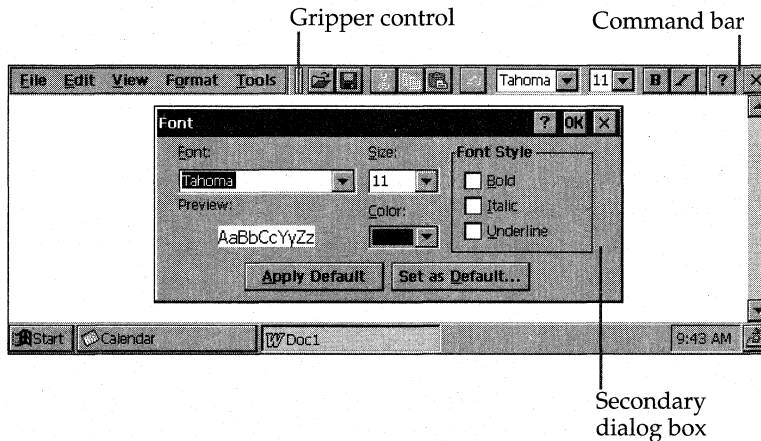 Gripper control
Command bar
File Edit View Format Tools Tahoma 11 B I ? ×
Font ? OK ×
Font: Size: Font Style
Tahoma 11 Bold
Preview: Color: Italic
AaBbCcYyZz Underline
Apply Default Set as Default...
Start Calendar Doc1 9:43 AM
Secondary
dialog box